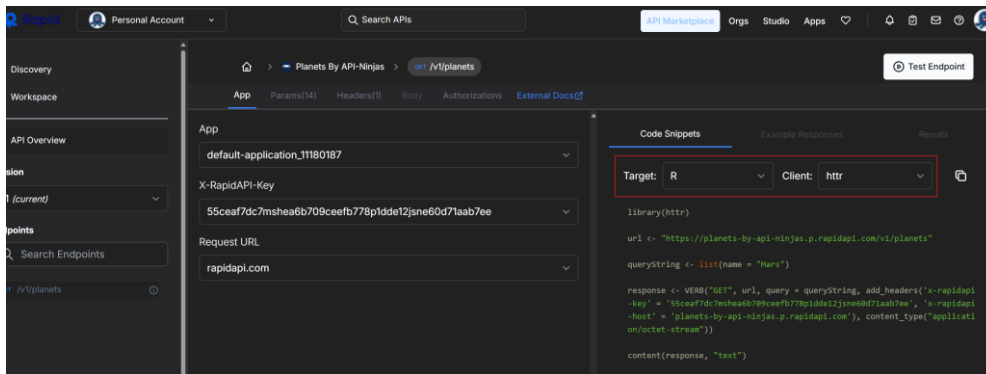 Rapid
Personal Account
Search APIs
API Marketplace
Orgs
Studio
Apps
Discovery
Workspace
API Overview
sion
1 (current)
dpoints
Search Endpoints
/v1/planets
Planets By API-Ninjas
GET /v1/planets
Test Endpoint
App
Params(14)
Headers(1)
Body
Authorizations
External Docs
App
default-application_11180187
X-RapidAPI-Key
55ceaf7dc7mshea6b709ceefb778p1dde12jsne60d71aab7ee
Request URL
rapidapi.com
Code Snippets
Example Responses
Results
Target: R
Client: httr
library(httr)
url <- "https://planets-by-api-ninjas.p.rapidapi.com/v1/planets"
queryString <- list(name = "Mars")
response <- VERB("GET", url, query = queryString, add_headers('x-rapidapi
-key' = '55ceaf7dc7mshea6b709ceefb778p1dde12jsne60d71aab7ee', 'x-rapidapi
-host' = 'planets-by-api-ninjas.p.rapidapi.com'), content_type("applicati
on/octet-stream"))
content(response, "text")